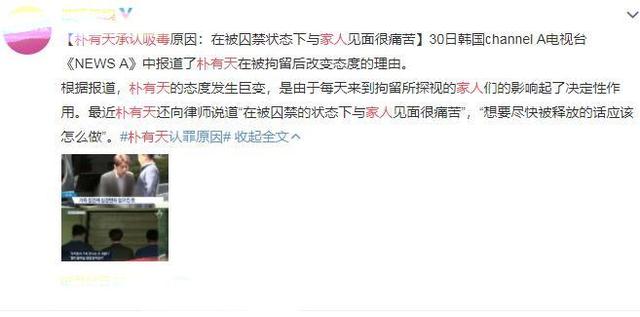 【朴有天承认吸毒原因：在被囚禁状态下与家人见面很痛苦】30日韩国channel A电视台
《NEWS A》中报道了朴有天在被拘留后改变态度的理由。
根据报道，朴有天的态度发生巨变，是由于每天来到拘留所探视的家人们的影响起了决定性作
用。最近朴有天还向律师说道“在被囚禁的状态下与家人见面很痛苦”，“想要尽快被释放的话应该
怎么做”。#朴有天认罪原因# 收起全文